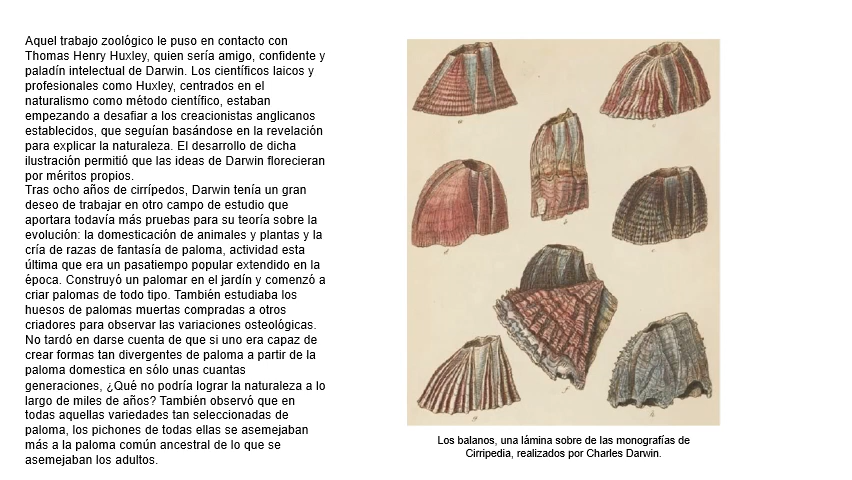 Aquel trabajo zoológico le puso en contacto con
Thomas Henry Huxley, quien sería amigo, confidente y
paladín intelectual de Darwin. Los científicos laicos y
profesionales como Huxley, centrados en el
naturalismo como método científico, estaban
empezando a desafiar a los creacionistas anglicanos
establecidos, que seguían basándose en la revelación
para explicar la naturaleza. El desarrollo de dicha
ilustración permitió que las ideas de Darwin florecieran
por méritos propios.
Tras ocho años de cirrípedos, Darwin tenía un gran
deseo de trabajar en otro campo de estudio que
aportara todavía más pruebas para su teoría sobre la
evolución: la domesticación de animales y plantas y la
cría de razas de fantasía de paloma, actividad esta
última que era un pasatiempo popular extendido en la
época. Construyó un palomar en el jardín y comenzó a
criar palomas de todo tipo. También estudiaba los
huesos de palomas muertas compradas a otros
criadores para observar las variaciones osteológicas.
No tardó en darse cuenta de que si uno era capaz de
crear formas tan divergentes de paloma a partir de la
paloma domestica en sólo unas cuantas
generaciones, ¿Qué no podría lograr la naturaleza a lo
largo de miles de años? También observó que en
todas aquellas variedades tan seleccionadas de
paloma, los pichones de todas ellas se asemejaban
más a la paloma común ancestral de lo que se
asemejaban los adultos.
Los balanos, una lámina sobre de las monografías de
Cirripedia, realizados por Charles Darwin.